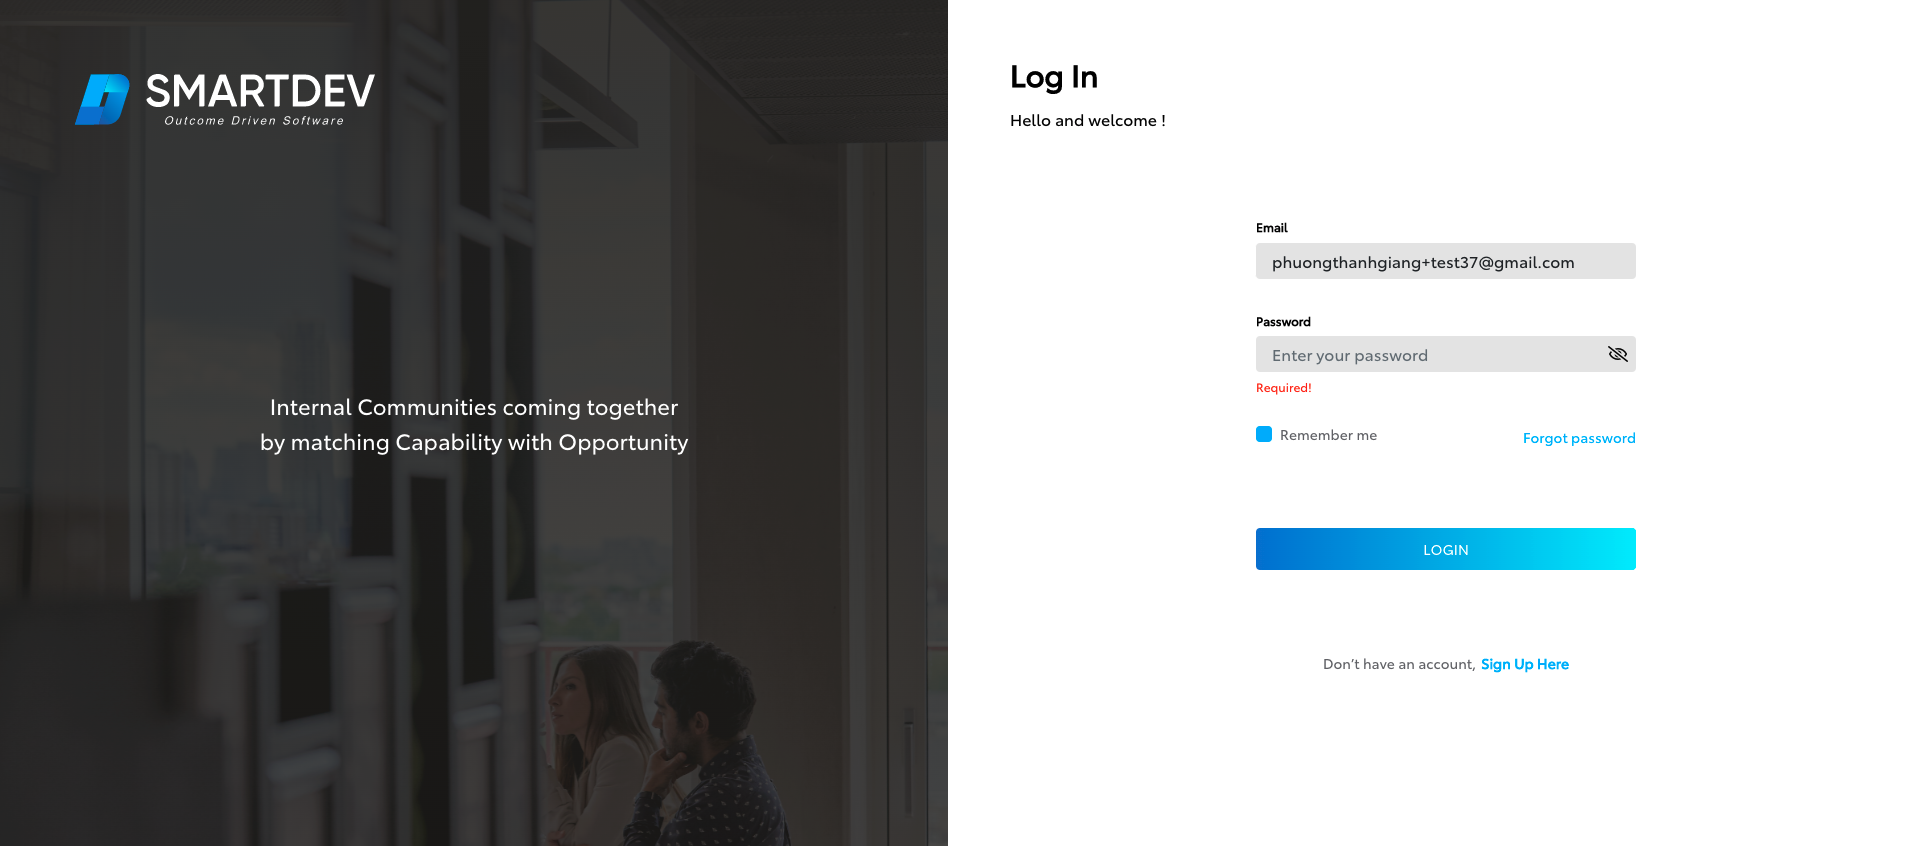 SMARTDEV
Outcome Driven Software
Internal Communities coming together
by matching Capability with Opportunity
Log In
Hello and welcome !
Email
phuongthanhgiang+test37@gmail.com
Password
Enter your password
Required!
Remember me
Forgot password
LOGIN
Don’t have an account, Sign Up Here